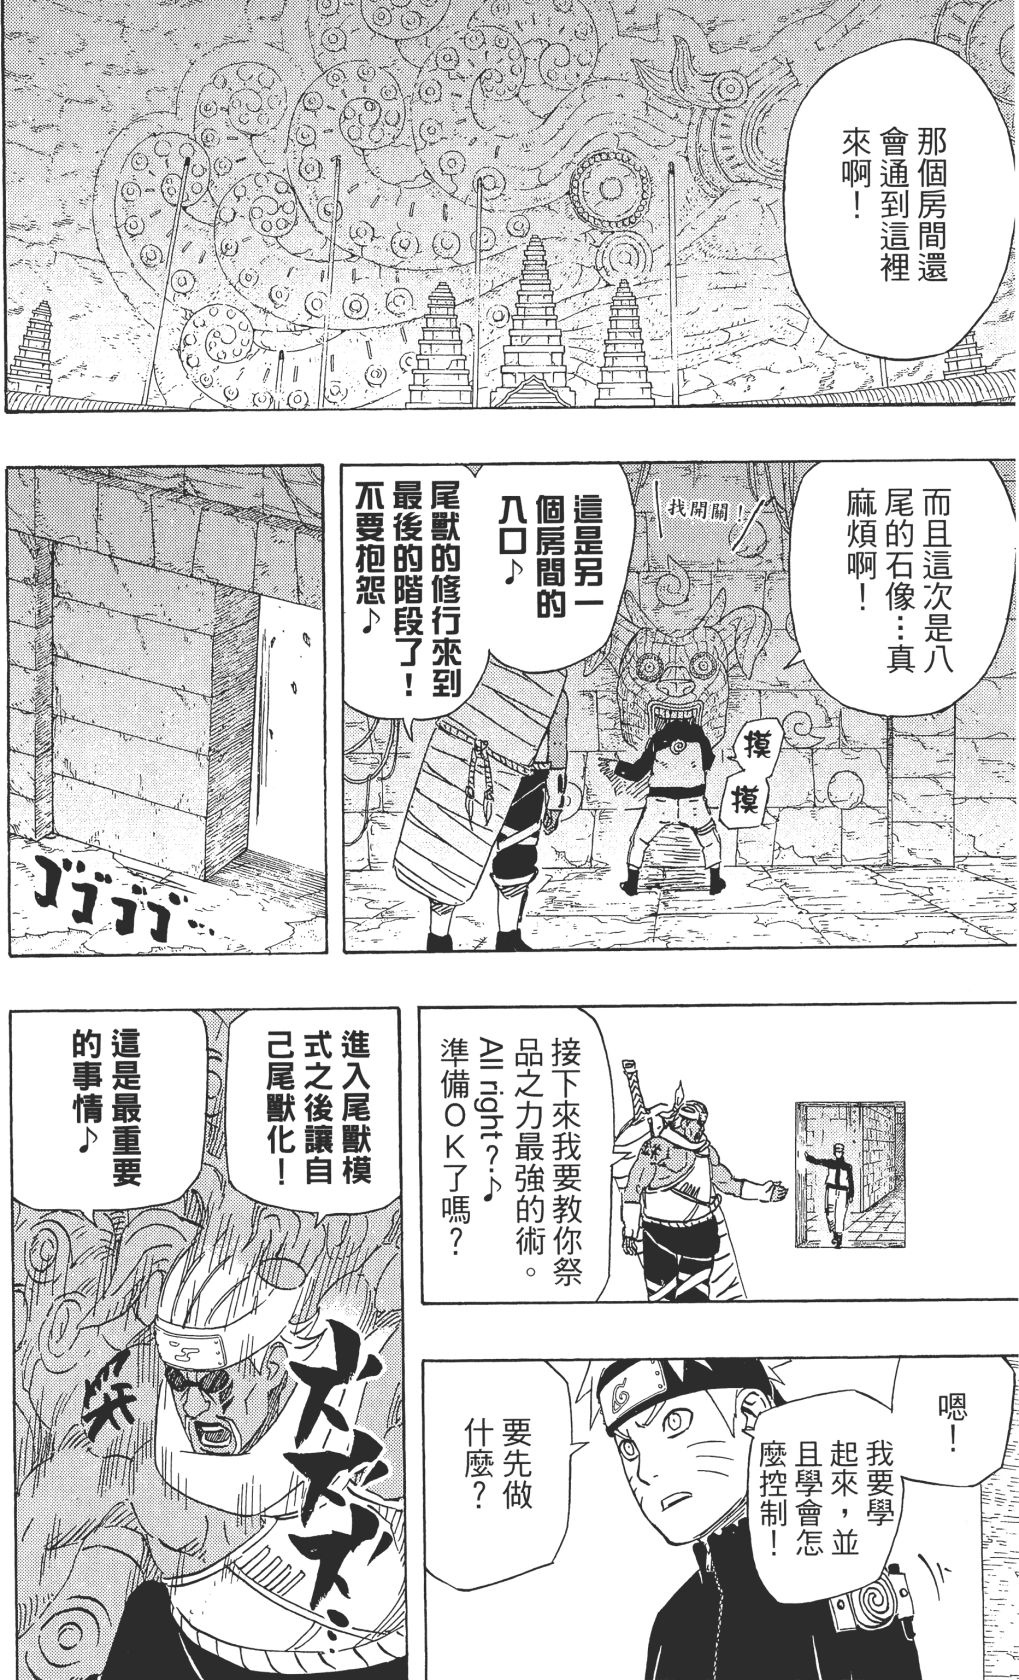 那個房間還
會通到這裡
來啊！
而且這次是八
尾的石像…真
麻煩啊！
找開關！
摸
摸
這是另一
個房間的
入口♪
尾獸的修行來到
最後的階段了！
不要抱怨♪
ゴゴゴゴ…
接下來我要教你祭
品之力最強的術。
All right？♪
準備ＯＫ了嗎？
進入尾獸模
式之後讓自
己尾獸化！
這是最重要
的事情♪
ズズズ…
嗯！
我要學
起來，並
且學會怎
麼控制！
要先做
什麼？